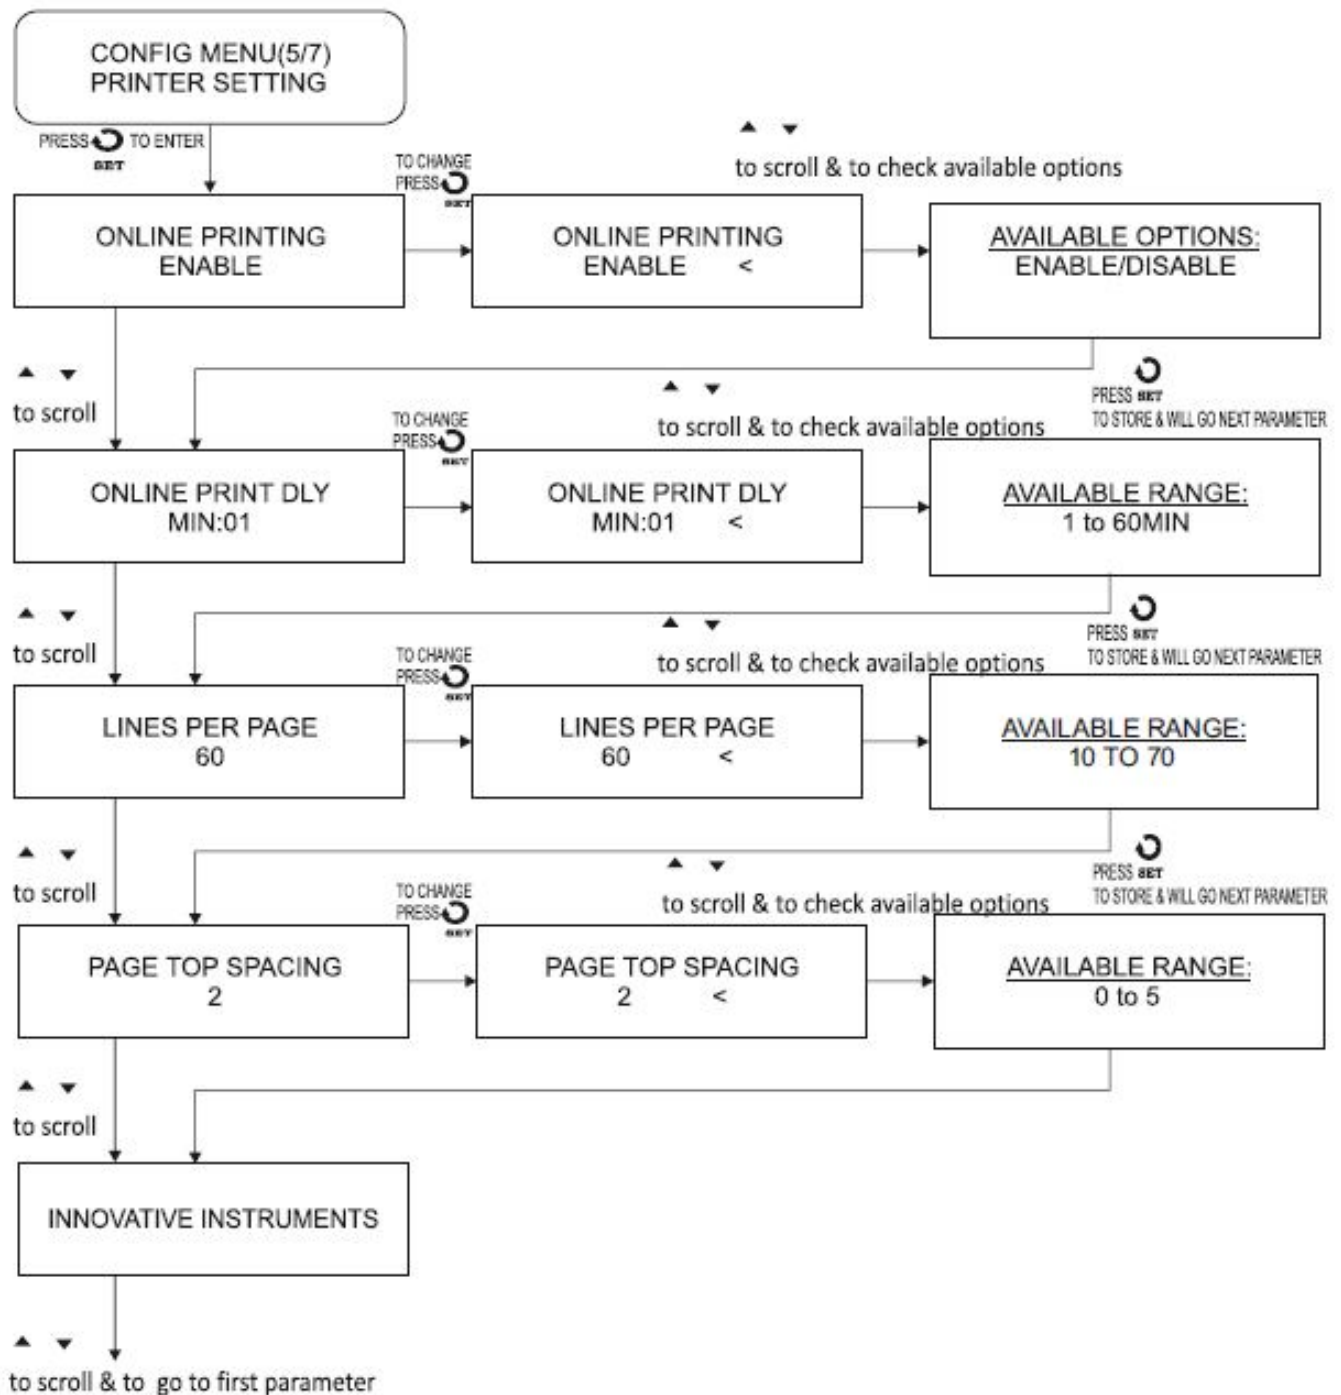 CONFIG MENU(5/7)
PRINTER SETTING
PRESS SET TO ENTER
▲ ▼
to scroll & to check available options
TO CHANGE
PRESS SET
ONLINE PRINTING
ENABLE
ONLINE PRINTING
ENABLE <
AVAILABLE OPTIONS:
ENABLE/DISABLE
▲ ▼
to scroll
▲ ▼
to scroll & to check available options
PRESS SET
TO STORE & WILL GO NEXT PARAMETER
TO CHANGE
PRESS SET
ONLINE PRINT DLY
MIN:01
ONLINE PRINT DLY
MIN:01 <
AVAILABLE RANGE:
1 to 60MIN
▲ ▼
to scroll
▲ ▼
to scroll & to check available options
PRESS SET
TO STORE & WILL GO NEXT PARAMETER
TO CHANGE
PRESS SET
LINES PER PAGE
60
LINES PER PAGE
60 <
AVAILABLE RANGE:
10 TO 70
▲ ▼
to scroll
▲ ▼
to scroll & to check available options
PRESS SET
TO STORE & WILL GO NEXT PARAMETER
TO CHANGE
PRESS SET
PAGE TOP SPACING
2
PAGE TOP SPACING
2 <
AVAILABLE RANGE:
0 to 5
▲ ▼
to scroll
INNOVATIVE INSTRUMENTS
▲ ▼
to scroll & to go to first parameter